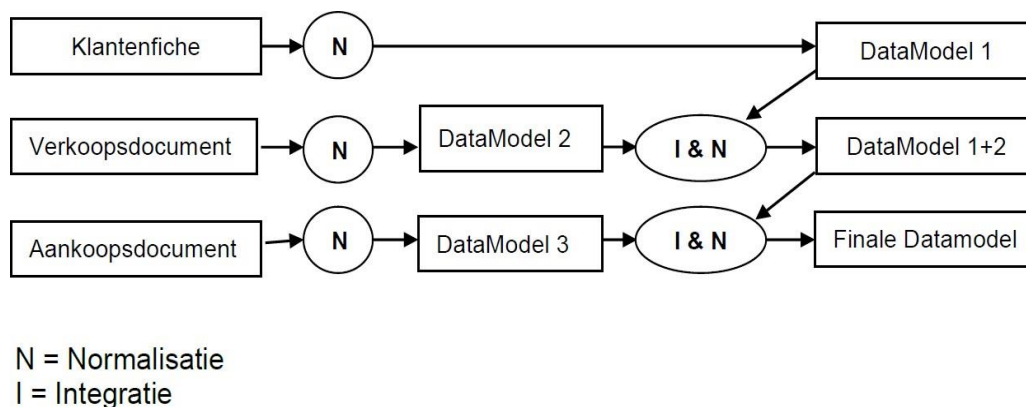 Klantenfiche
N
DataModel 1
Verkoopsdocument
N
DataModel 2
I & N
DataModel 1+2
Aankoopsdocument
N
DataModel 3
I & N
Finale Datamodel
N = Normalisatie
I = Integratie